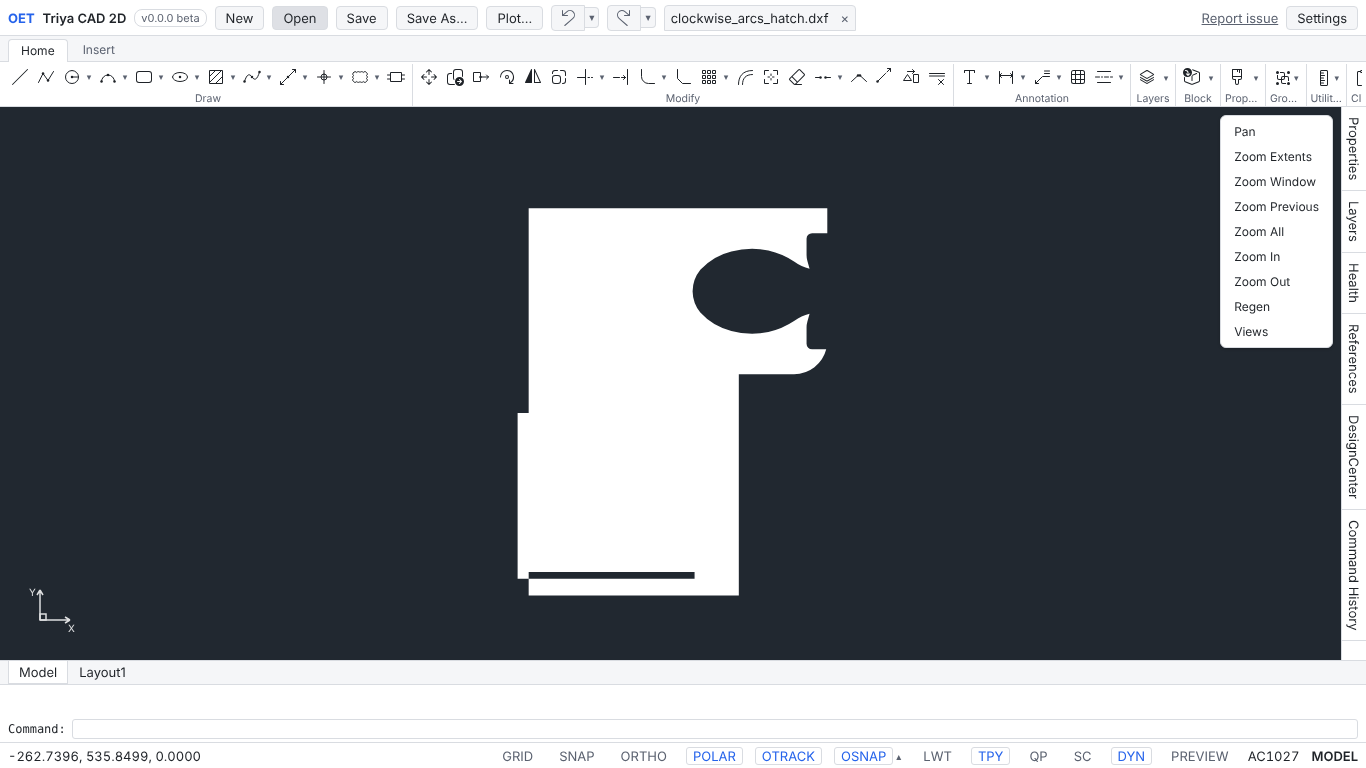 OET Triya CAD 2D v0.0.0 beta New Open Save Save As... Plot... clockwise_arcs_hatch.dxf × Report issue Settings
Home Insert
Draw Modify Annotation Layers Block Prop... Gro... Utilit... Cl
Pan
Zoom Extents
Zoom Window
Zoom Previous
Zoom All
Zoom In
Zoom Out
Regen
Views
Properties
Layers
Health
References
DesignCenter
Command History
Y
X
Model Layout1
Command:
-262.7396, 535.8499, 0.0000 GRID SNAP ORTHO POLAR OTRACK OSNAP LWT TPY QP SC DYN PREVIEW AC1027 MODEL